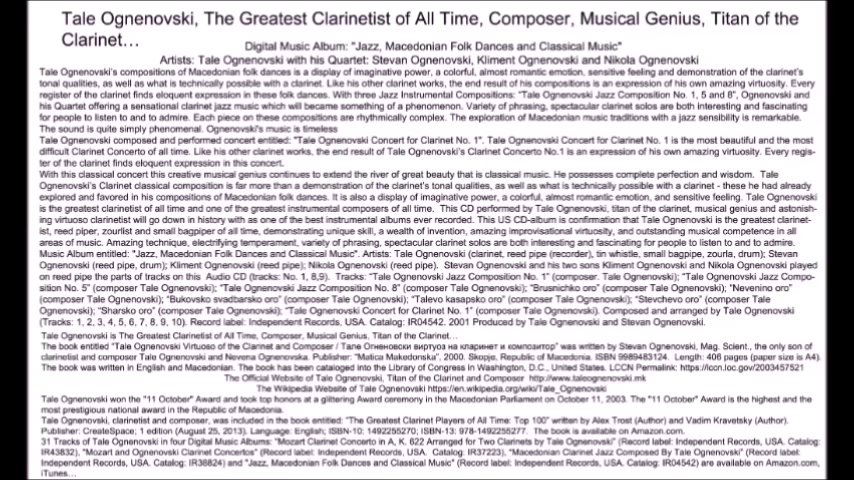 Tale Ognenovski, The Greatest Clarinetist of All Time, Composer, Musical Genius, Titan of the
Clarinet…
Digital Music Album: "Jazz, Macedonian Folk Dances and Classical Music"
Artists: Tale Ognenovski with his Quartet: Stevan Ognenovski, Kliment Ognenovski and Nikola Ognenovski
Tale Ognenovski's compositions of Macedonian folk dances is a display of imaginative power, a colorful, almost romantic emotion, sensitive feeling and demonstration of the clarinet's
tonal qualities, as well as what is technically possible with a clarinet. Like his other clarinet works, the end result of his compositions is an expression of his own amazing virtuosity. Every
register of the clarinet finds eloquent expression in these folk dances. With three Jazz Instrumental Compositions: "Tale Ognenovski Jazz Composition No. 1, 5 and 8", Ognenovski and
his Quartet offering a sensational clarinet jazz music which will became something of a phenomenon. Variety of phrasing, spectacular clarinet solos are both interesting and fascinating
for people to listen to and to admire. Each piece on these compositions are rhythmically complex. The exploration of Macedonian music traditions with a jazz sensibility is remarkable.
The sound is quite simply phenomenal. Ognenovski's music is timeless
Tale Ognenovski composed and performed concert entitled: "Tale Ognenovski Concert for Clarinet No. 1". Tale Ognenovski Concert for Clarinet No. 1 is the most beautiful and the most
difficult Clarinet Concerto of all time. Like his other clarinet works, the end result of Tale Ognenovski's Clarinet Concerto No.1 is an expression of his own amazing virtuosity. Every regis-
ter of the clarinet finds eloquent expression in this concert.
With this classical concert this creative musical genius continues to extend the river of great beauty that is classical music. He possesses complete perfection and wisdom. Tale
Ognenovski's Clarinet classical composition is far more than a demonstration of the clarinet's tonal qualities, as well as what is technically possible with a clarinet - these he had already
explored and favored in his compositions of Macedonian folk dances. It is also a display of imaginative power, a colorful, almost romantic emotion, and sensitive feeling. Tale Ognenovski
is the greatest clarinetist of all time and one of the greatest instrumental composers of all time. This CD performed by Tale Ognenovski, titan of the clarinet, musical genius and astonish-
ing virtuoso clarinetist will go down in history with as one of the best instrumental albums ever recorded. This US CD-album is confirmation that Tale Ognenovski is the greatest clarinet-
ist, reed piper, zourlist and small bagpiper of all time, demonstrating unique skill, a wealth of invention, amazing improvisational virtuosity, and outstanding musical competence in all
areas of music. Amazing technique, electrifying temperament, variety of phrasing, spectacular clarinet solos are both interesting and fascinating for people to listen to and to admire.
Music Album entitled: "Jazz, Macedonian Folk Dances and Classical Music". Artists: Tale Ognenovski (clarinet, reed pipe (recorder), tin whistle, small bagpipe, zourla, drum); Stevan
Ognenovski (reed pipe, drum); Kliment Ognenovski (reed pipe); Nikola Ognenovski (reed pipe). Stevan Ognenovski and his two sons Kliment Ognenovski and Nikola Ognenovski played
on reed pipe the parts of tracks on this Audio CD (tracks: No. 1, 8,9). Tracks: "Tale Ognenovski Jazz Composition No. 1" (composer. Tale Ognenovski); "Tale Ognenovski Jazz Compo-
sition No. 5" (composer Tale Ognenovski); "Tale Ognenovski Jazz Composition No. 8" (composer Tale Ognenovski); "Brusnichko oro" (composer Tale Ognenovski); "Nevenino oro"
(composer Tale Ognenovski); "Bukovsko svadbarsko oro" (composer Tale Ognenovski); "Talevo kasapsko oro" (composer Tale Ognenovski); "Stevchevo oro" (composer Tale
Ognenovski); "Sharsko oro" (composer Tale Ognenovski); "Tale Ognenovski Concert for Clarinet No. 1" (composer Tale Ognenovski). Composed and arranged by Tale Ognenovski
(Tracks: 1, 2, 3, 4, 5, 6, 7, 8, 9, 10). Record label: Independent Records, USA. Catalog: IR04542. 2001 Produced by Tale Ognenovski and Stevan Ognenovski.
Tale Ognenovski is The Greatest Clarinetist of All Time, Composer, Musical Genius, Titan of the Clarinet…
The book entitled "Tale Ognenovski Virtuoso of the Clarinet and Composer / Тале Огненовски виртуоз на кларинет и композитор" was written by Stevan Ognenovski, Mag. Scient., the only son of
clarinetist and composer Tale Ognenovski and Nevena Ognenovska. Publisher: "Matica Makedonska", 2000. Skopje, Republic of Macedonia. ISBN 9989483124. Length: 406 pages (paper size is A4).
The book was written in English and Macedonian. The book has been cataloged into the Library of Congress in Washington, D.C., United States. LCCN Permalink: https://lccn.loc.gov/2003457521
The Official Website of Tale Ognenovski, Titan of the Clarinet and Composer http://www.taleognenovski.mk
The Wikipedia Website of Tale Ognenovski https://en.wikipedia.org/wiki/Tale_Ognenovski
Tale Ognenovski won the "11 October" Award and took top honors at a glittering Award ceremony in the Macedonian Parliament on October 11, 2003. The "11 October" Award is the highest and the
most prestigious national award in the Republic of Macedonia.
Tale Ognenovski, clarinetist and composer, was included in the book entitled: "The Greatest Clarinet Players of All Time: Top 100" written by Alex Trost (Author) and Vadim Kravetsky (Author).
Publisher: CreateSpace; 1 edition (August 25, 2013). Language: English; ISBN-10: 1492255270; ISBN-13: 978-1492255277. The book is available on Amazon.com.
31 Tracks of Tale Ognenovski in four Digital Music Albums: "Mozart Clarinet Concerto in A, K. 622 Arranged for Two Clarinets by Tale Ognenovski" (Record label: Independent Records, USA. Catalog:
IR43832), "Mozart and Ognenovski Clarinet Concertos" (Record label: Independent Records, USA. Catalog: IR37223), "Macedonian Clarinet Jazz Composed By Tale Ognenovski" (Record label:
Independent Records, USA. Catalog: IR38824) and "Jazz, Macedonian Folk Dances and Classical Music" (Record label: Independent Records, USA. Catalog: IR04542) are available on Amazon.com,
iTunes…